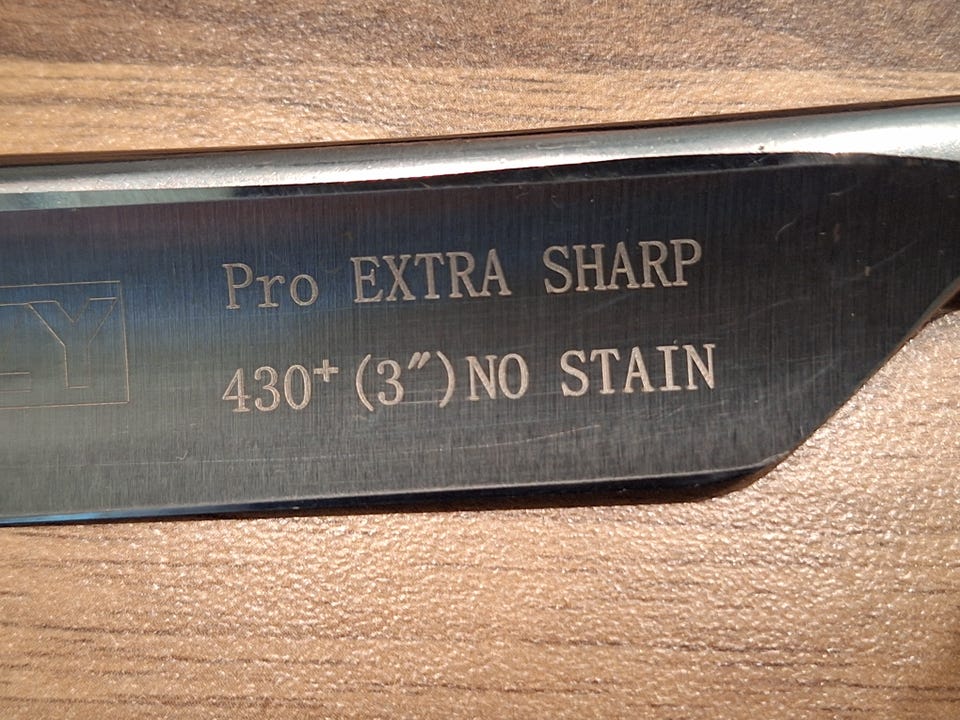 Pro EXTRA SHARP
430⁺ (3″) NO STAIN